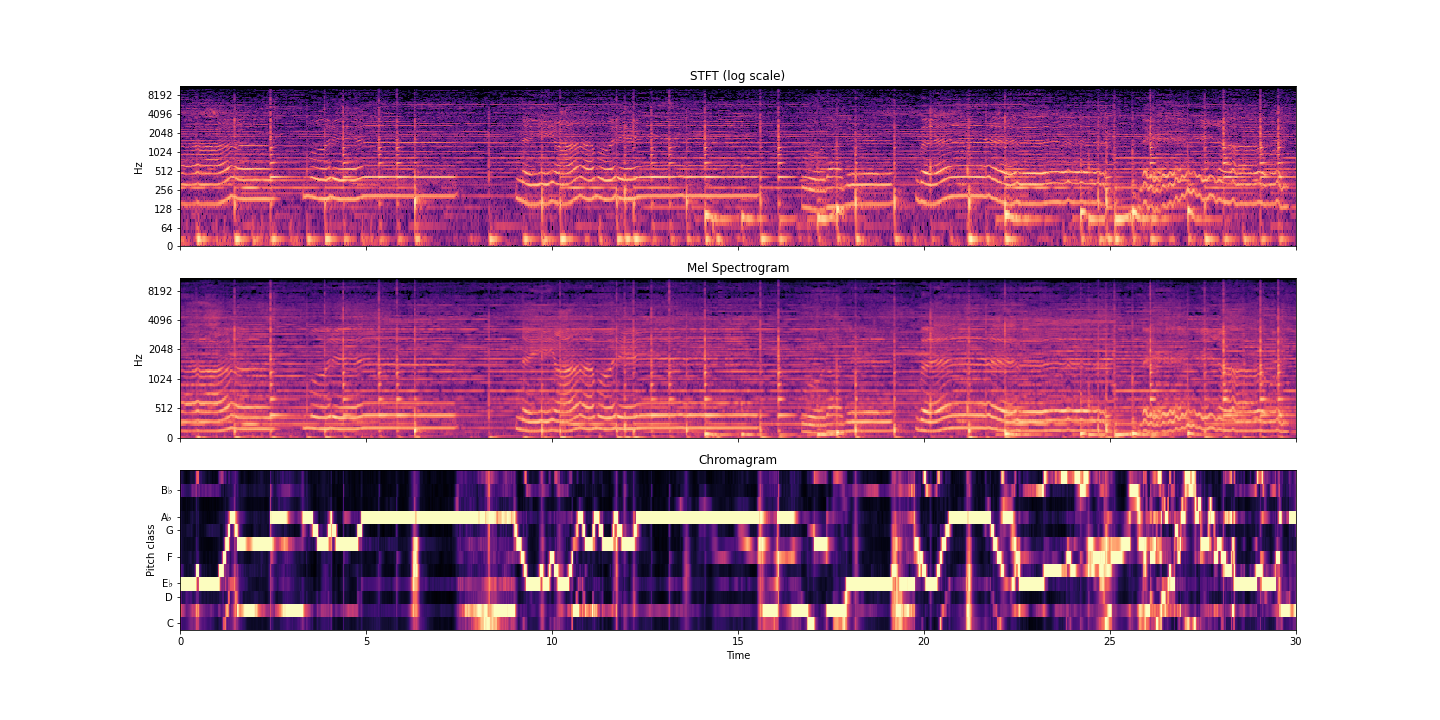 STFT (log scale)
8192
4096
2048
1024
512
256
128
64
0
Hz
Mel Spectrogram
8192
4096
2048
1024
512
0
Hz
Chromagram
B♭
A♭
G
F
E♭
D
C
Pitch class
0 5 10 15 20 25 30
Time